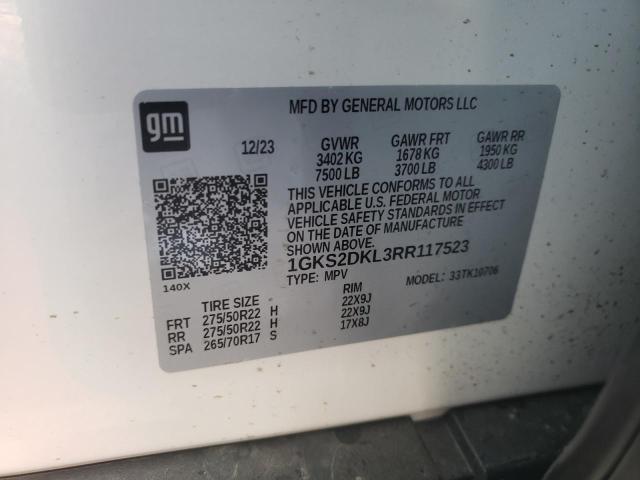 gm
MFD BY GENERAL MOTORS LLC
12/23 GVWR GAWR FRT GAWR RR
3402 KG 1678 KG 1950 KG
7500 LB 3700 LB 4300 LB
THIS VEHICLE CONFORMS TO ALL
APPLICABLE U.S. FEDERAL MOTOR
VEHICLE SAFETY STANDARDS IN EFFECT
ON THE DATE OF MANUFACTURE
SHOWN ABOVE.
1GKS2DKL3RR117523
TYPE: MPV MODEL: 33TK10706
140X
TIRE SIZE RIM
FRT 275/50R22 H 22X9J
RR 275/50R22 H 22X9J
SPA 265/70R17 S 17X8J